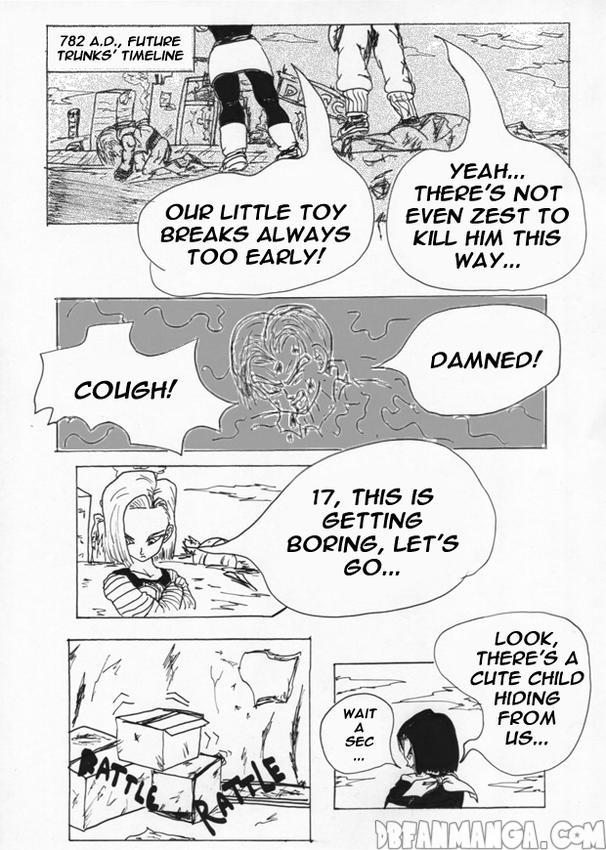 782 A.D., FUTURE
TRUNKS' TIMELINE
OUR LITTLE TOY
BREAKS ALWAYS
TOO EARLY!
YEAH...
THERE'S NOT
EVEN ZEST TO
KILL HIM THIS
WAY...
COUGH!
DAMNED!
17, THIS IS
GETTING
BORING, LET'S
GO...
BATTLE
RATTLE
WAIT
A
SEC
...
LOOK,
THERE'S A
CUTE CHILD
HIDING
FROM
US...
DBFANMANGA.COM